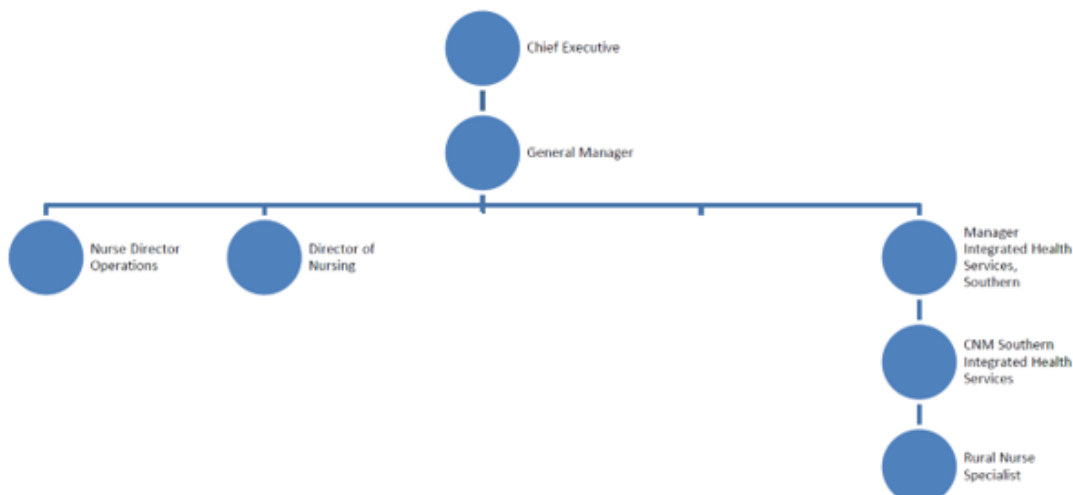 Chief Executive
General Manager
Nurse Director
Operations
Director of
Nursing
Manager
Integrated Health
Services,
Southern
CNM Southern
Integrated Health
Services
Rural Nurse
Specialist